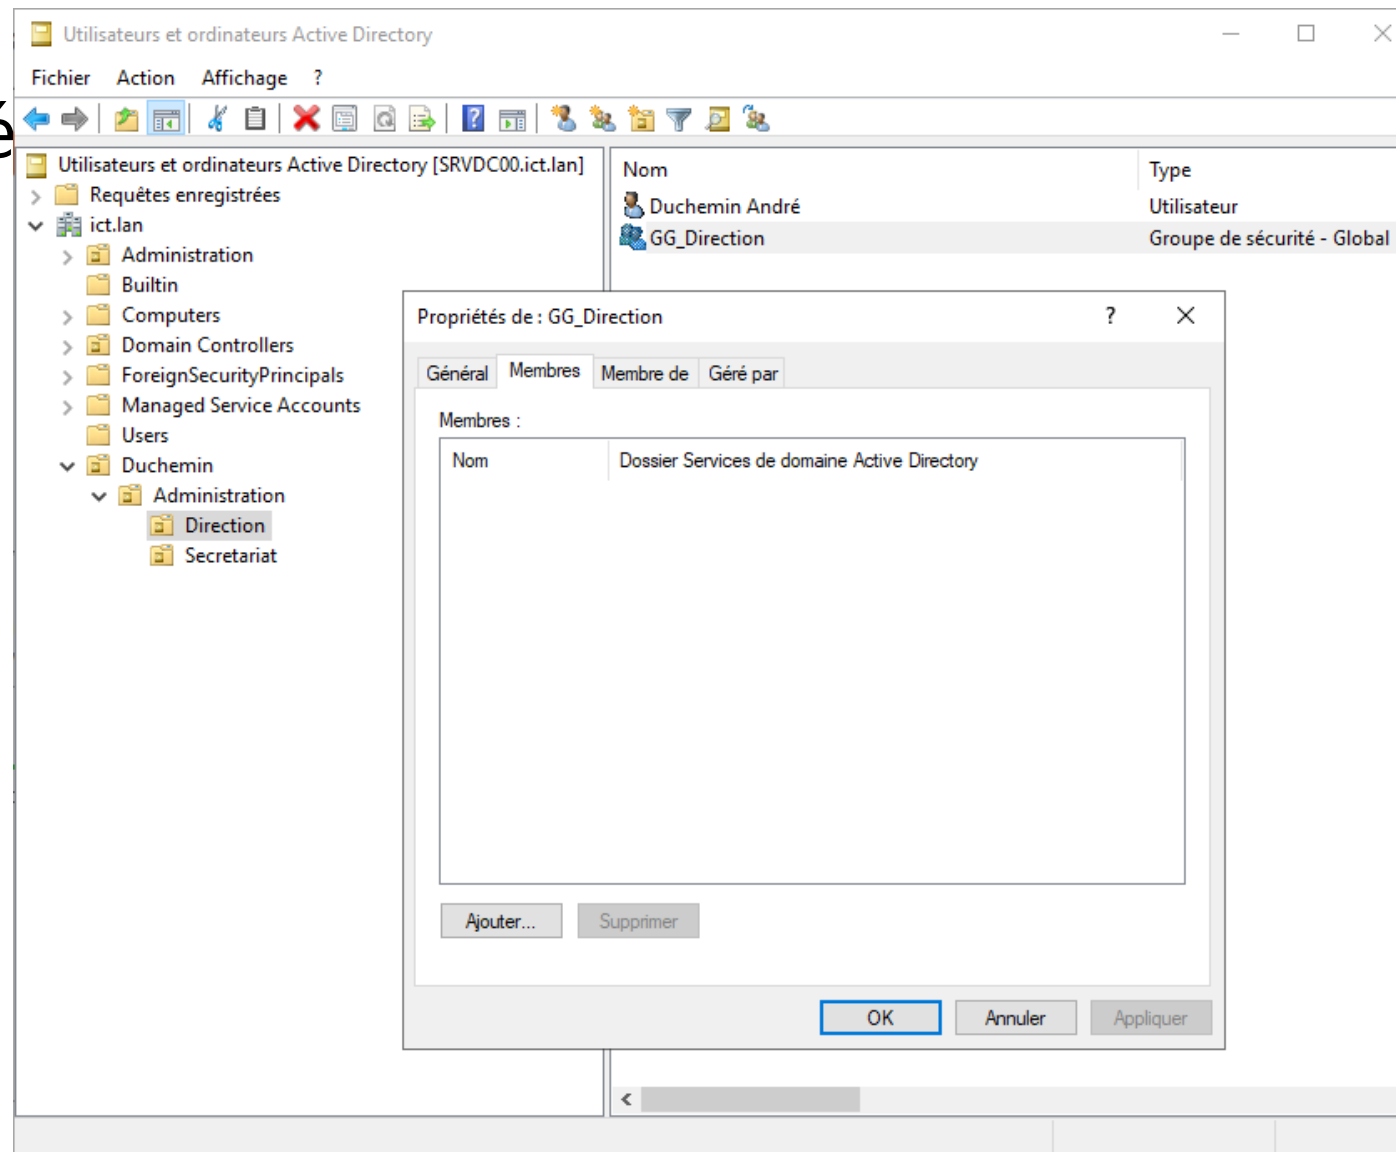 Utilisateurs et ordinateurs Active Directory
Fichier Action Affichage ?
é
Utilisateurs et ordinateurs Active Directory [SRVDC00.ict.lan]
Requêtes enregistrées
ict.lan
Administration
Builtin
Computers
Domain Controllers
ForeignSecurityPrincipals
Managed Service Accounts
Users
Duchemin
Administration
Direction
Secretariat
Nom Type
Duchemin André Utilisateur
GG_Direction Groupe de sécurité - Global
Propriétés de : GG_Direction ?
Général Membres Membre de Géré par
Membres :
Nom Dossier Services de domaine Active Directory
Ajouter... Supprimer
OK Annuler Appliquer